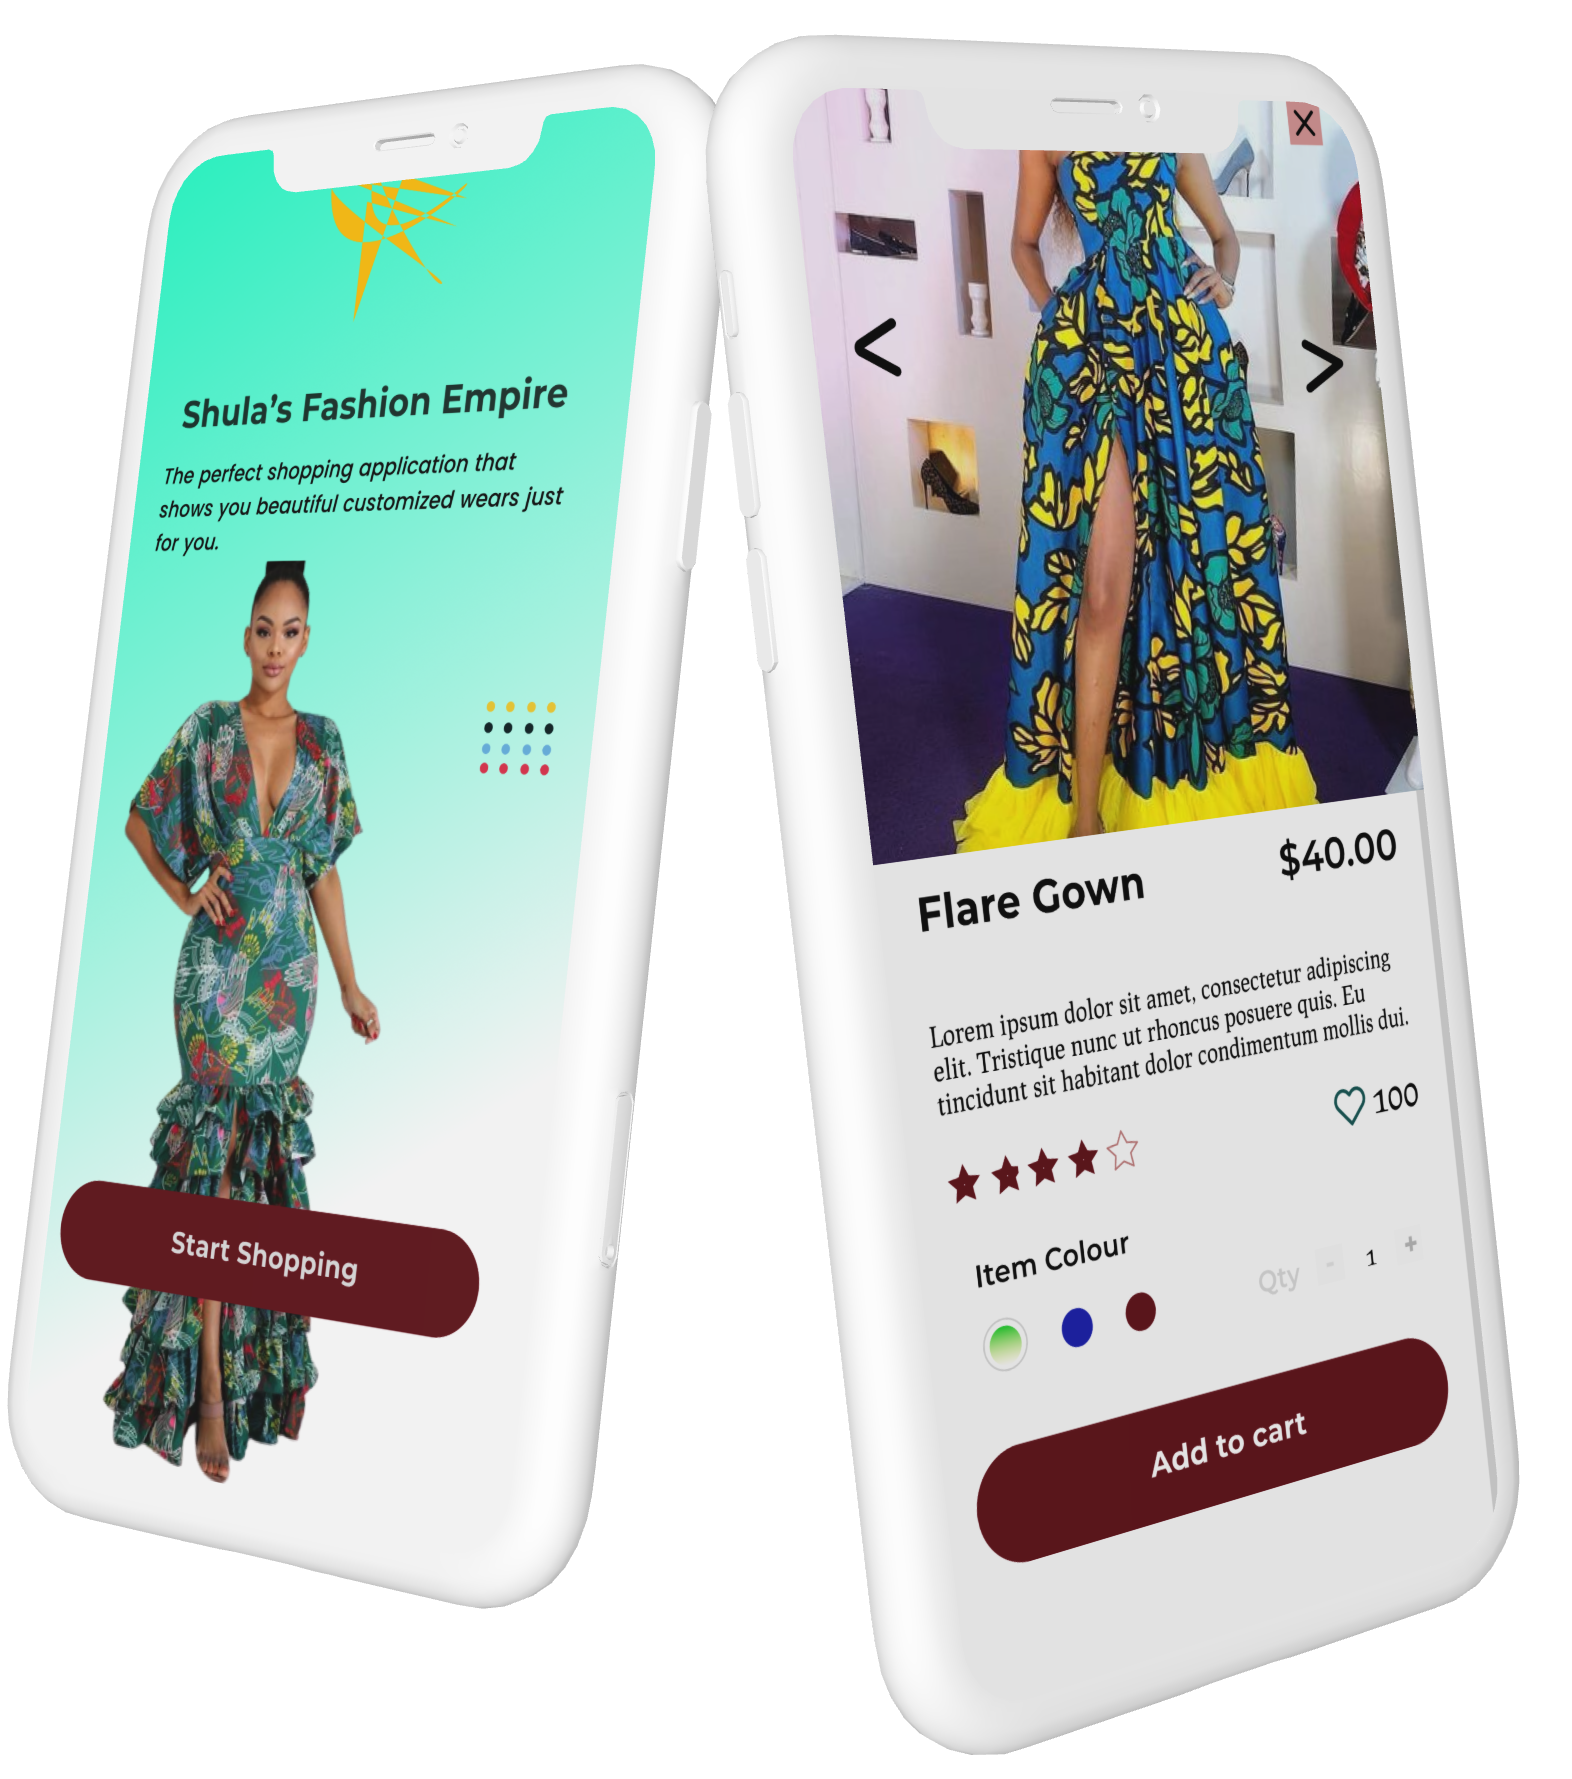 Shula’s Fashion Empire
The perfect shopping application that
shows you beautiful customized wears just
for you.
Start Shopping
X
<
>
Flare Gown
$40.00
Lorem ipsum dolor sit amet, consectetur adipiscing
elit. Tristique nunc ut rhoncus posuere quis. Eu
tincidunt sit habitant dolor condimentum mollis dui.
100
Item Colour
Qty - 1 +
Add to cart